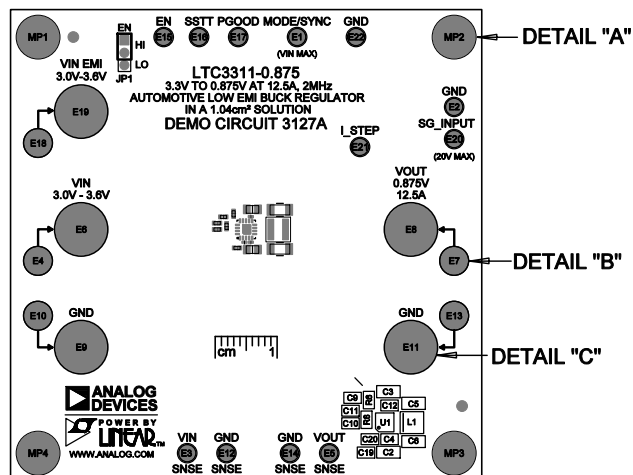 MP1
EN
HI
LO
JP1
EN
E15
SSTT
E16
PGOOD
E17
MODE/SYNC
E1
(VIN MAX)
GND
E22
MP2
DETAIL "A"
VIN EMI
3.0V-3.6V
E19
E18
LTC3311-0.875
3.3V TO 0.875V AT 12.5A, 2MHz
AUTOMOTIVE LOW EMI BUCK REGULATOR
IN A 1.04cm² SOLUTION
DEMO CIRCUIT 3127A
I_STEP
E21
GND
E2
SG_INPUT
E20
(20V MAX)
VIN
3.0V - 3.6V
E6
E4
VOUT
0.875V
12.5A
E8
E7
DETAIL "B"
E10
GND
E9
cm 1
GND
E11
E13
DETAIL "C"
ANALOG
DEVICES
POWER BY
LINEAR™
WWW.ANALOG.COM
C9
R6
C3
C11
C12
C5
C10
R8
U1
L1
C20
C4
C6
C19
C2
MP4
VIN
E3
SNSE
GND
E12
SNSE
GND
E14
SNSE
VOUT
E5
SNSE
MP3